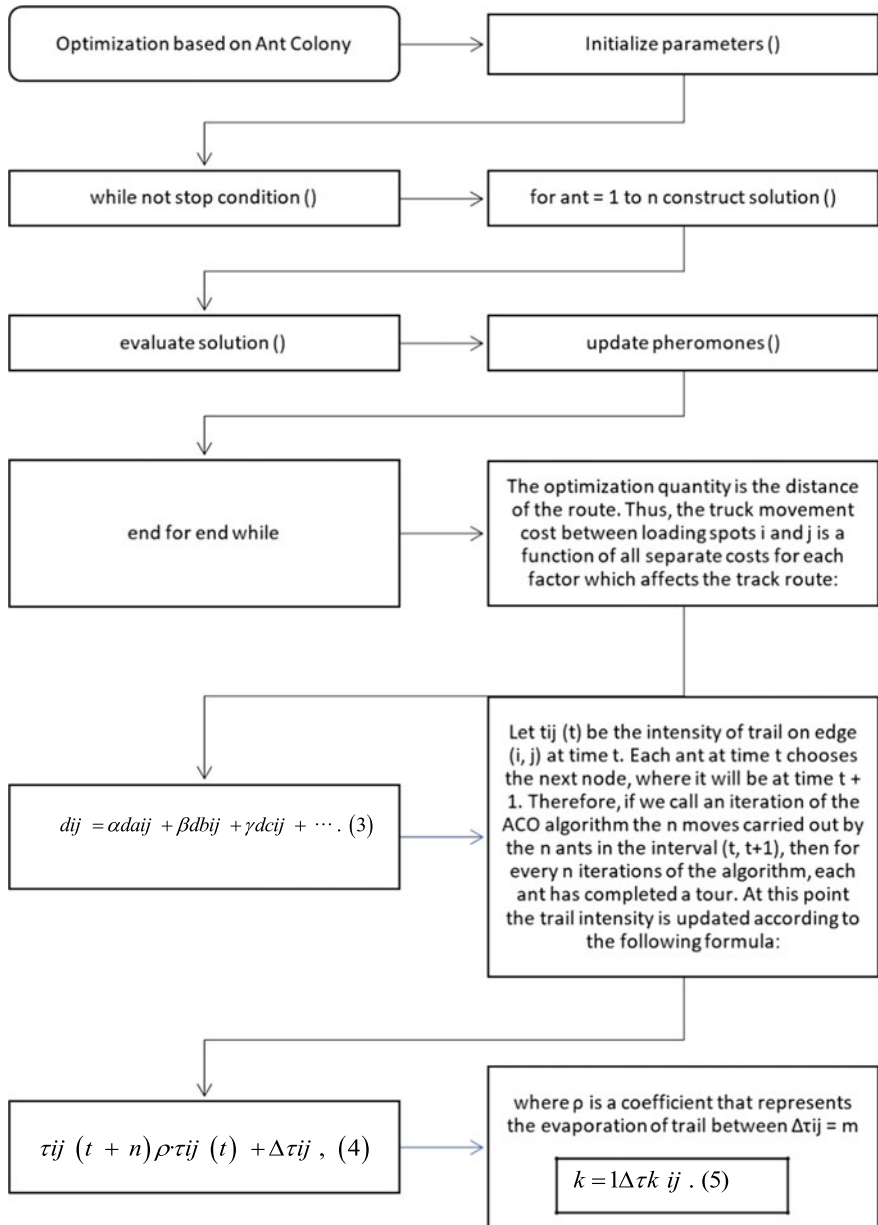 Optimization based on Ant Colony
Initialize parameters ()
while not stop condition ()
for ant = 1 to n construct solution ()
evaluate solution ()
update pheromones ()
end for end while
The optimization quantity is the distance
of the route. Thus, the truck movement
cost between loading spots i and j is a
function of all separate costs for each
factor which affects the track route:
dij = αdaij + βdbij + γdcij + ⋯. (3)
Let tij (t) be the intensity of trail on edge
(i, j) at time t. Each ant at time t chooses
the next node, where it will be at time t +
1. Therefore, if we call an iteration of the
ACO algorithm the n moves carried out by
the n ants in the interval (t, t+1), then for
every n iterations of the algorithm, each
ant has completed a tour. At this point
the trail intensity is updated according to
the following formula:
τij (t + n)ρ·τij (t) + Δτij , (4)
where ρ is a coefficient that represents
the evaporation of trail between Δτij = m
k = 1Δτk ij . (5)